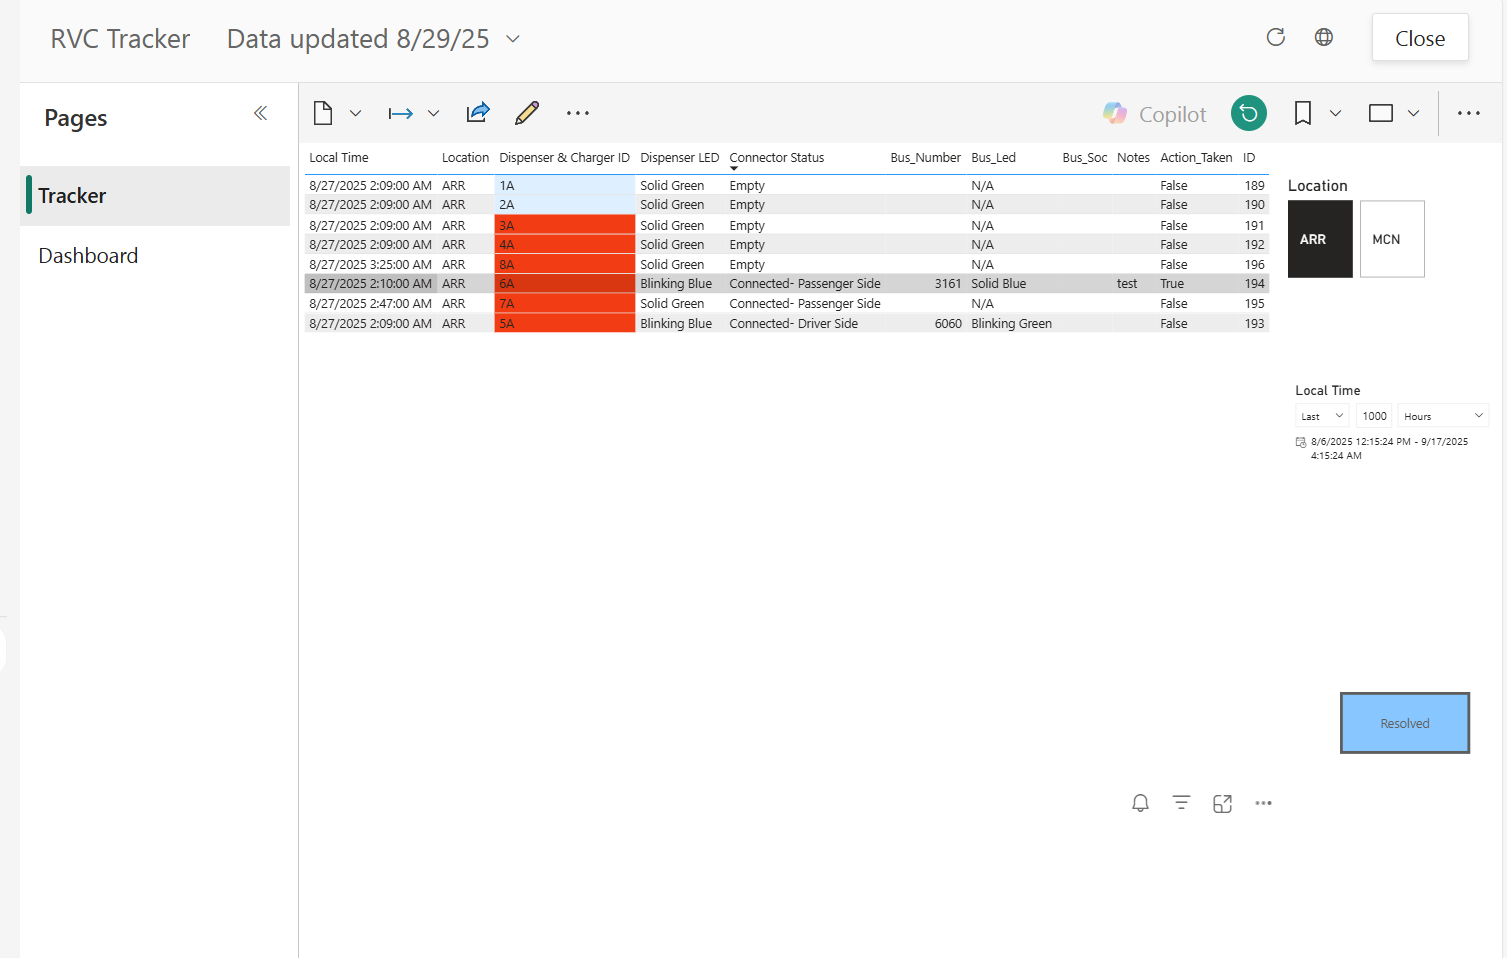 RVC Tracker Data updated 8/29/25
Close
Pages
Copilot
Tracker
Dashboard
Local Time Location Dispenser & Charger ID Dispenser LED Connector Status Bus_Number Bus_Led Bus_Soc Notes Action_Taken ID
8/27/2025 2:09:00 AM ARR 1A Solid Green Empty N/A False 189
8/27/2025 2:09:00 AM ARR 2A Solid Green Empty N/A False 190
8/27/2025 2:09:00 AM ARR 3A Solid Green Empty N/A False 191
8/27/2025 2:09:00 AM ARR 4A Solid Green Empty N/A False 192
8/27/2025 3:25:00 AM ARR 8A Solid Green Empty N/A False 196
8/27/2025 2:10:00 AM ARR 6A Blinking Blue Connected- Passenger Side 3161 Solid Blue test True 194
8/27/2025 2:47:00 AM ARR 7A Solid Green Connected- Passenger Side N/A False 195
8/27/2025 2:09:00 AM ARR 5A Blinking Blue Connected- Driver Side 6060 Blinking Green False 193
Location
ARR MCN
Local Time
Last 1000 Hours
8/6/2025 12:15:24 PM - 9/17/2025
4:15:24 AM
Resolved